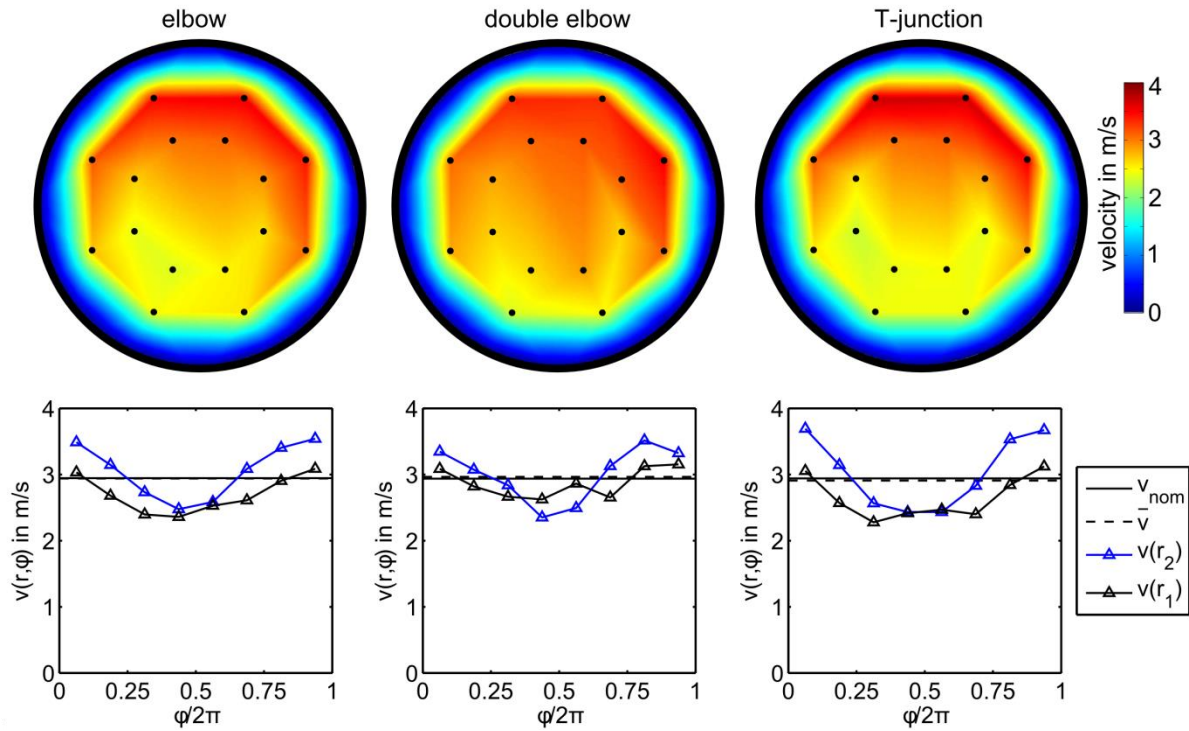 elbow
double elbow
T-junction
4
3
2
1
0
velocity in m/s
4
3
2
1
0
v(r,φ) in m/s
0
0.25
0.5
0.75
1
φ/2π
4
3
2
1
0
v(r,φ) in m/s
0
0.25
0.5
0.75
1
φ/2π
4
3
2
1
0
v(r,φ) in m/s
0
0.25
0.5
0.75
1
φ/2π
v_nom
v̄
v(r_2)
v(r_1)